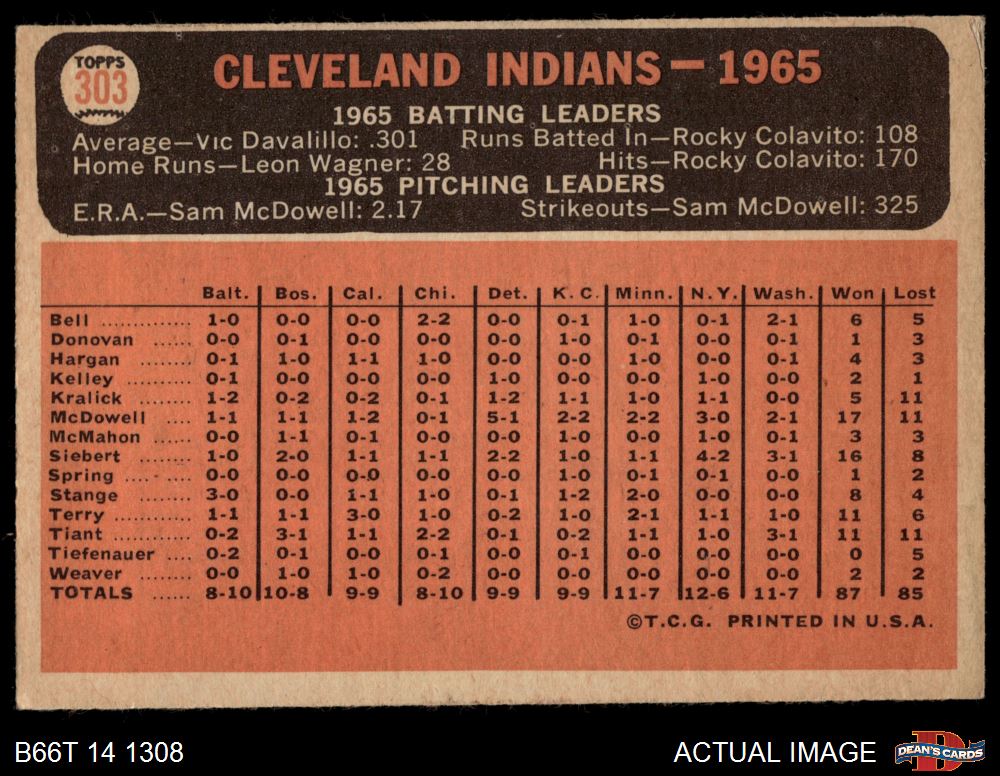 TOPPS
303
CLEVELAND INDIANS — 1965
1965 BATTING LEADERS
Average—Vic Davalillo: .301 Runs Batted In—Rocky Colavito: 108
Home Runs—Leon Wagner: 28 Hits—Rocky Colavito: 170
1965 PITCHING LEADERS
E.R.A.—Sam McDowell: 2.17 Strikeouts—Sam McDowell: 325
Balt. Bos. Cal. Chi. Det. K.C. Minn. N.Y. Wash. Won Lost
Bell .............. 1-0 0-0 0-0 2-2 0-0 0-1 1-0 0-1 2-1 6 5
Donovan ...... 0-0 0-1 0-0 0-0 0-0 1-0 0-1 0-0 0-1 1 3
Hargan ......... 0-1 1-0 1-1 1-0 0-0 0-0 1-0 0-0 0-1 4 3
Kelley .......... 0-1 0-0 0-0 0-0 1-0 0-0 0-0 1-0 0-0 2 1
Kralick ........ 1-2 0-2 0-2 0-1 1-2 1-1 1-0 1-1 0-0 5 11
McDowell .... 1-1 1-1 1-2 0-1 5-1 2-2 2-2 3-0 2-1 17 11
McMahon ...... 0-0 1-1 0-1 0-0 0-0 1-0 0-0 1-0 0-1 3 3
Siebert ........ 1-0 2-0 1-1 1-1 2-2 1-0 1-1 4-2 3-1 16 8
Spring .......... 0-0 0-0 0-0 0-0 0-0 1-0 0-1 0-1 0-0 1 2
Stange ......... 3-0 0-0 1-1 1-0 0-1 1-2 2-0 0-0 0-0 8 4
Terry ............ 1-1 1-1 3-0 1-0 0-2 1-0 2-1 1-1 1-0 11 6
Tiant ............ 0-2 3-1 1-1 2-2 0-1 0-2 1-1 1-0 3-1 11 11
Tiefenauer .... 0-2 0-1 0-0 0-1 0-0 0-1 0-0 0-0 0-0 0 5
Weaver ........ 0-0 1-0 1-0 0-2 0-0 0-0 0-0 0-0 0-0 2 2
TOTALS ...... 8-10 10-8 9-9 8-10 9-9 9-9 11-7 12-6 11-7 87 85
©T.C.G. PRINTED IN U.S.A.
B66T 14 1308 ACTUAL IMAGE DEAN'S CARDS